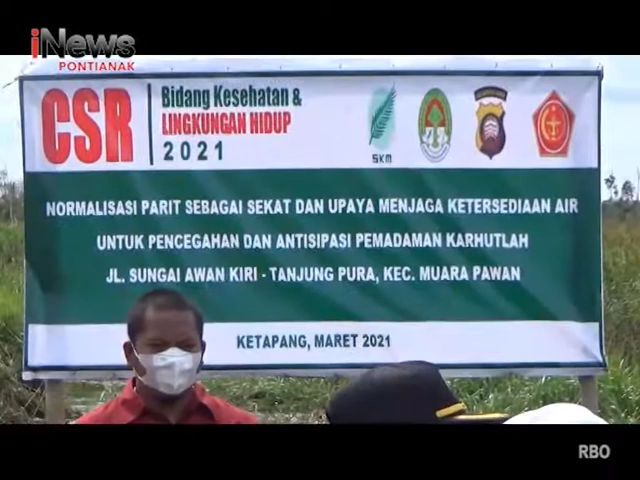 iNews
PONTIANAK
CSR
Bidang Kesehatan &
LINGKUNGAN HIDUP
2021
SKM
NORMALISASI PARIT SEBAGAI SEKAT DAN UPAYA MENJAGA KETERSEDIAAN AIR
UNTUK PENCEGAHAN DAN ANTISIPASI PEMADAMAN KARHUTLAH
JL. SUNGAI AWAN KIRI - TANJUNG PURA, KEC. MUARA PAWAN
KETAPANG, MARET 2021
RBO